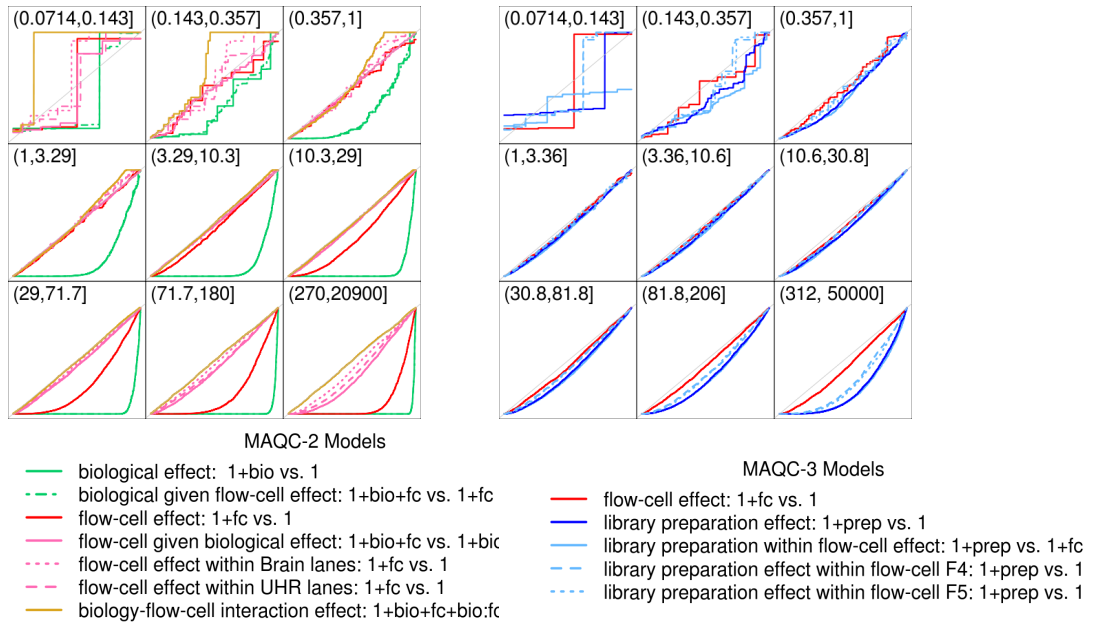 (0.0714,0.143] (0.143,0.357] (0.357,1]
(1,3.29] (3.29,10.3] (10.3,29]
(29,71.7] (71.7,180] (270,20900]
MAQC-2 Models
biological effect: 1+bio vs. 1
biological given flow-cell effect: 1+bio+fc vs. 1+fc
flow-cell effect: 1+fc vs. 1
flow-cell given biological effect: 1+bio+fc vs. 1+bio
flow-cell effect within Brain lanes: 1+fc vs. 1
flow-cell effect within UHR lanes: 1+fc vs. 1
biology-flow-cell interaction effect: 1+bio+fc+bio:fc
(0.0714,0.143] (0.143,0.357] (0.357,1]
(1,3.36] (3.36,10.6] (10.6,30.8]
(30.8,81.8] (81.8,206] (312, 50000]
MAQC-3 Models
flow-cell effect: 1+fc vs. 1
library preparation effect: 1+prep vs. 1
library preparation within flow-cell effect: 1+prep vs. 1+fc
library preparation effect within flow-cell F4: 1+prep vs. 1
library preparation effect within flow-cell F5: 1+prep vs. 1